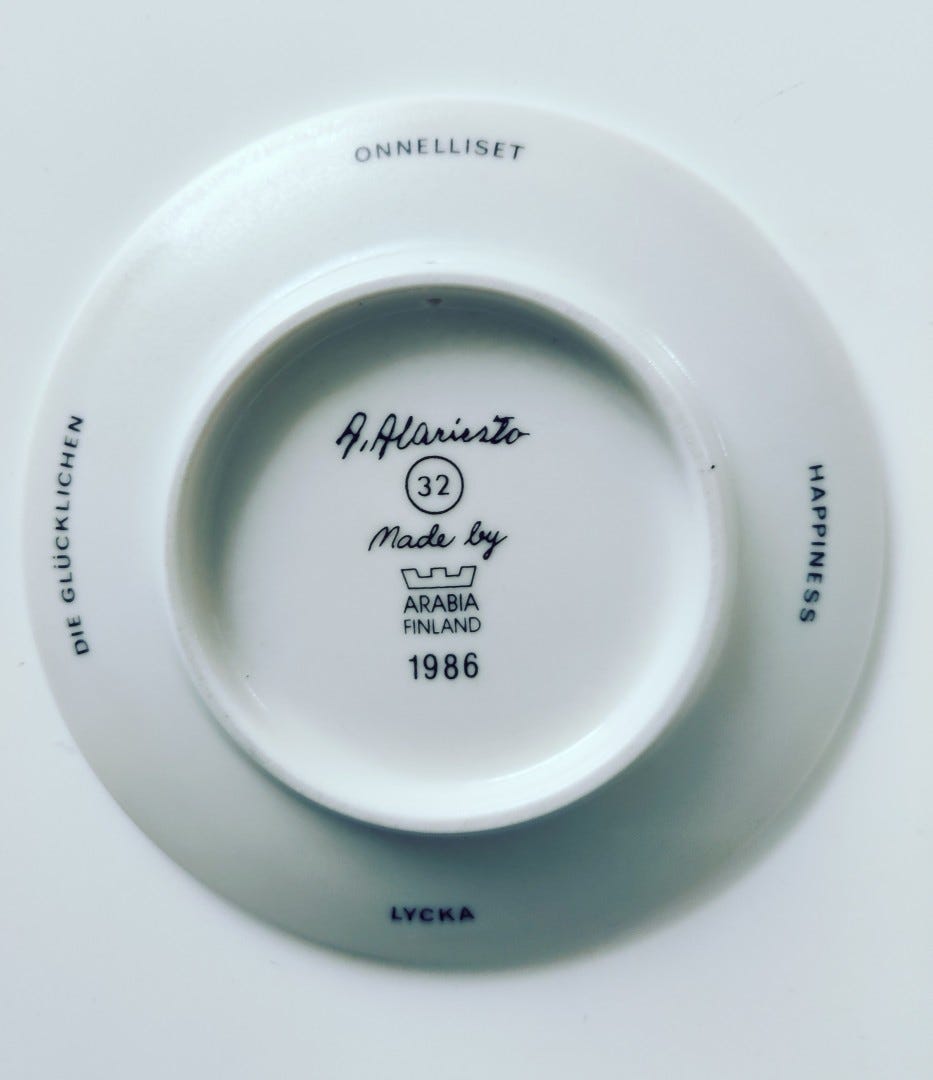 ONNELLISET
DIE GLÜCKLICHEN
HAPPINESS
A. Alariesto
32
Made by
ARABIA
FINLAND
1986
LYCKA